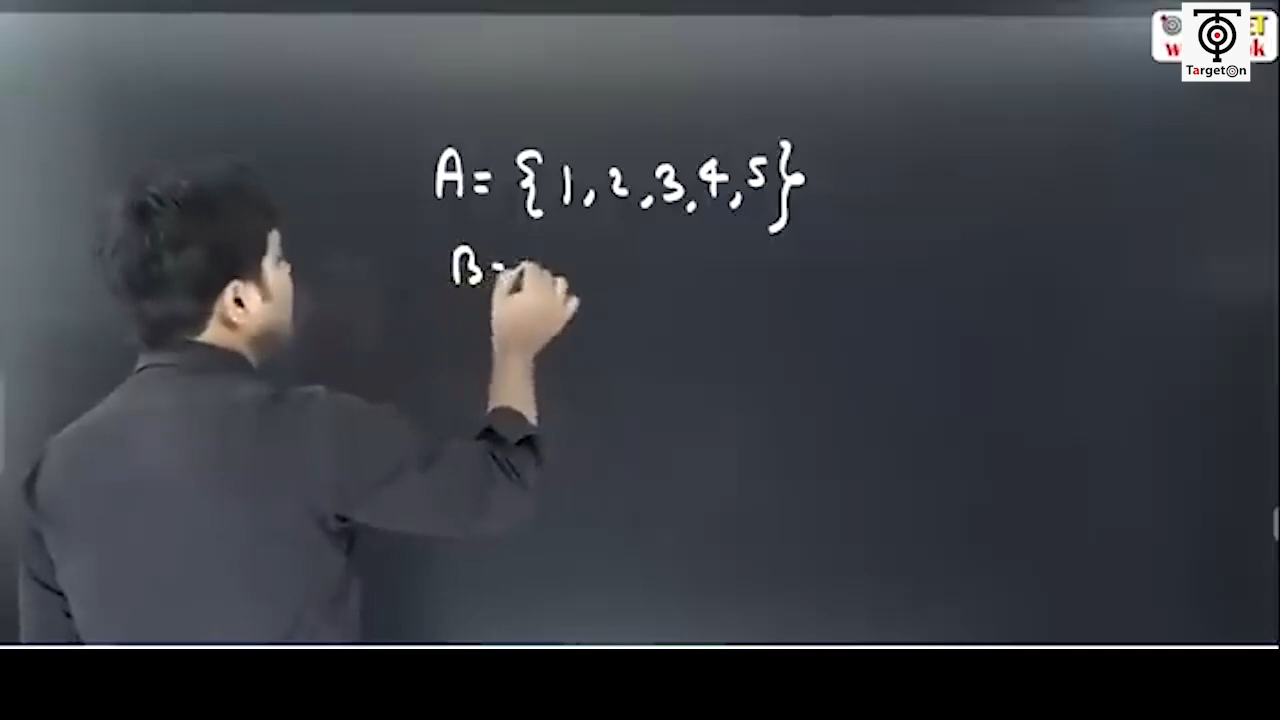 TargetOn
A = {1, 2, 3, 4, 5}
B =